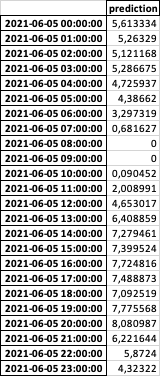 prediction
2021-06-05 00:00:00 5,613334
2021-06-05 01:00:00 5,26329
2021-06-05 02:00:00 5,121168
2021-06-05 03:00:00 5,286675
2021-06-05 04:00:00 4,725937
2021-06-05 05:00:00 4,38662
2021-06-05 06:00:00 3,297319
2021-06-05 07:00:00 0,681627
2021-06-05 08:00:00 0
2021-06-05 09:00:00 0
2021-06-05 10:00:00 0,090452
2021-06-05 11:00:00 2,008991
2021-06-05 12:00:00 4,653017
2021-06-05 13:00:00 6,408859
2021-06-05 14:00:00 7,279461
2021-06-05 15:00:00 7,399524
2021-06-05 16:00:00 7,724816
2021-06-05 17:00:00 7,488873
2021-06-05 18:00:00 7,092519
2021-06-05 19:00:00 7,775568
2021-06-05 20:00:00 8,080987
2021-06-05 21:00:00 6,221644
2021-06-05 22:00:00 5,8724
2021-06-05 23:00:00 4,32322